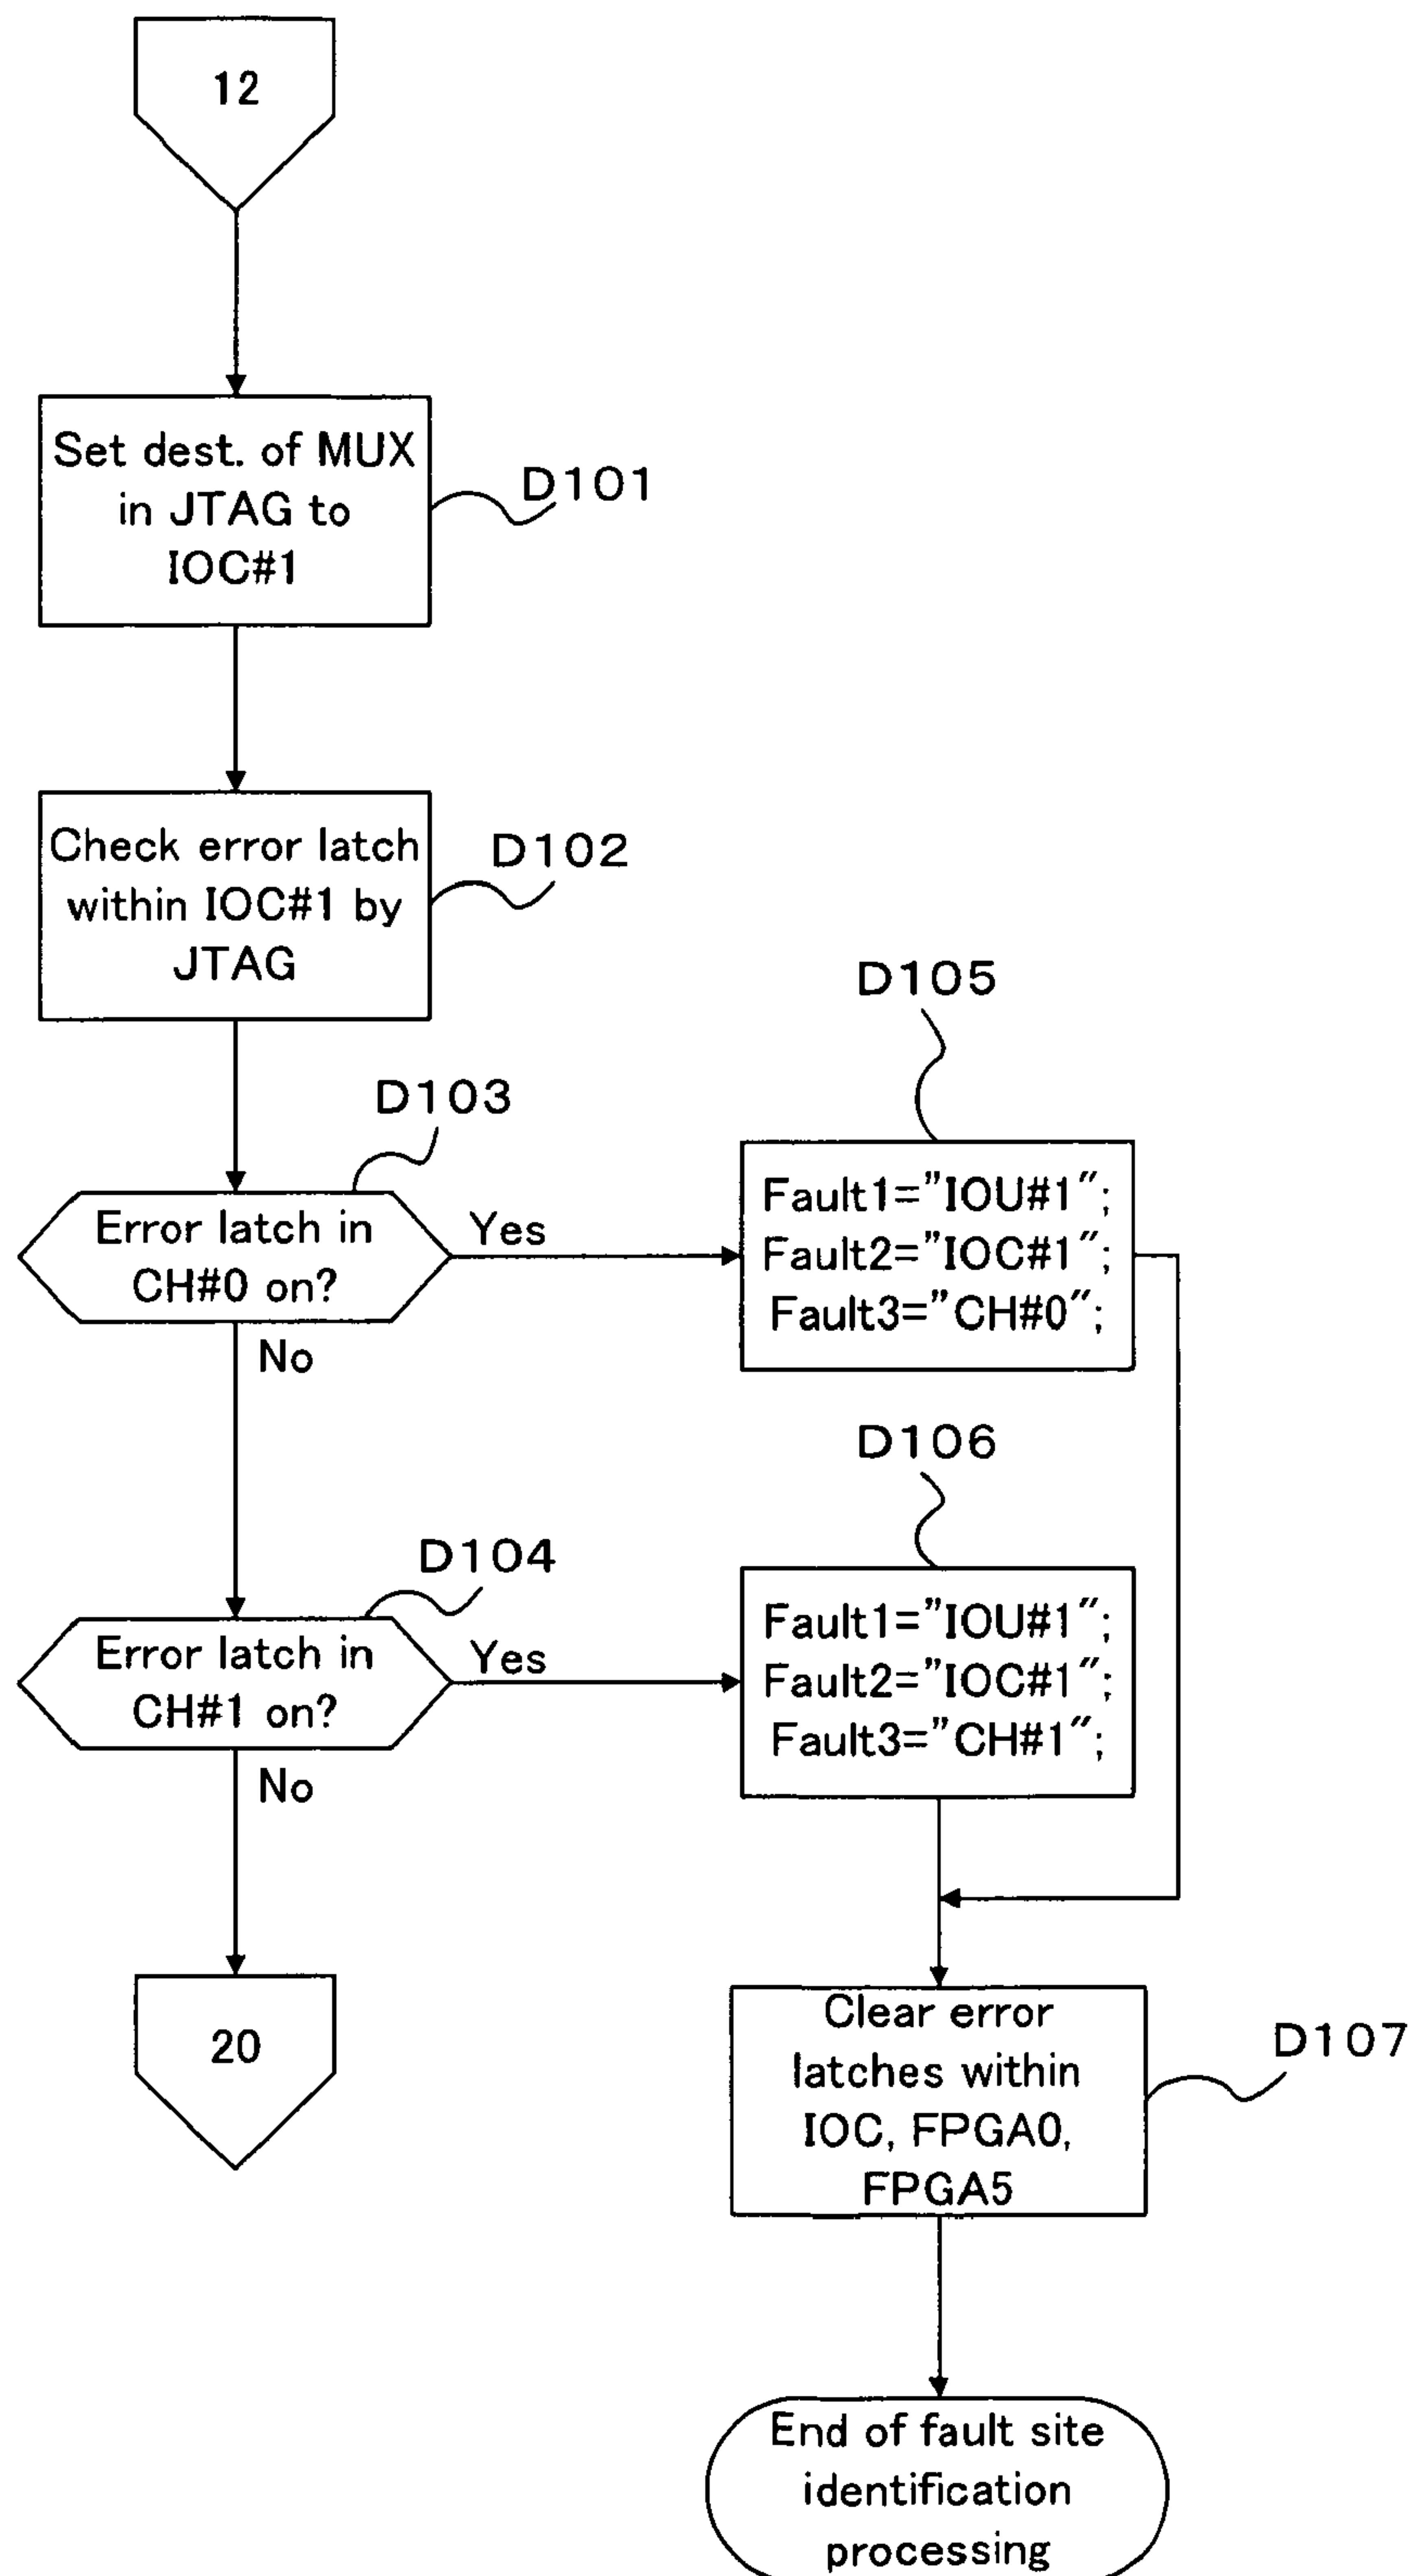 12
Set dest. of MUX
in JTAG to
IOC#1
D101
Check error latch
within IOC#1 by
JTAG
D102
D103
Error latch in
CH#0 on?
Yes
No
D105
Fault1="IOU#1";
Fault2="IOC#1";
Fault3="CH#0";
D104
Error latch in
CH#1 on?
Yes
No
D106
Fault1="IOU#1";
Fault2="IOC#1";
Fault3="CH#1";
20
Clear error
latches within
IOC, FPGA0,
FPGA5
D107
End of fault site
identification
processing